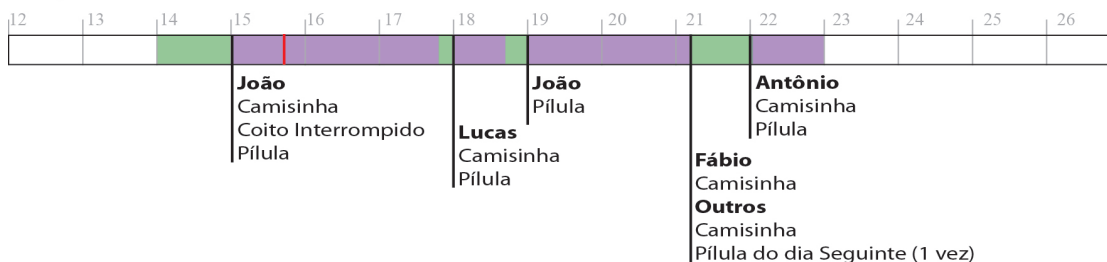 12 13 14 15 16 17 18 19 20 21 22 23 24 25 26
João
Camisinha
Coito Interrompido
Pílula
Lucas
Camisinha
Pílula
João
Pílula
Fábio
Camisinha
Outros
Camisinha
Pílula do dia Seguinte (1 vez)
Antônio
Camisinha
Pílula